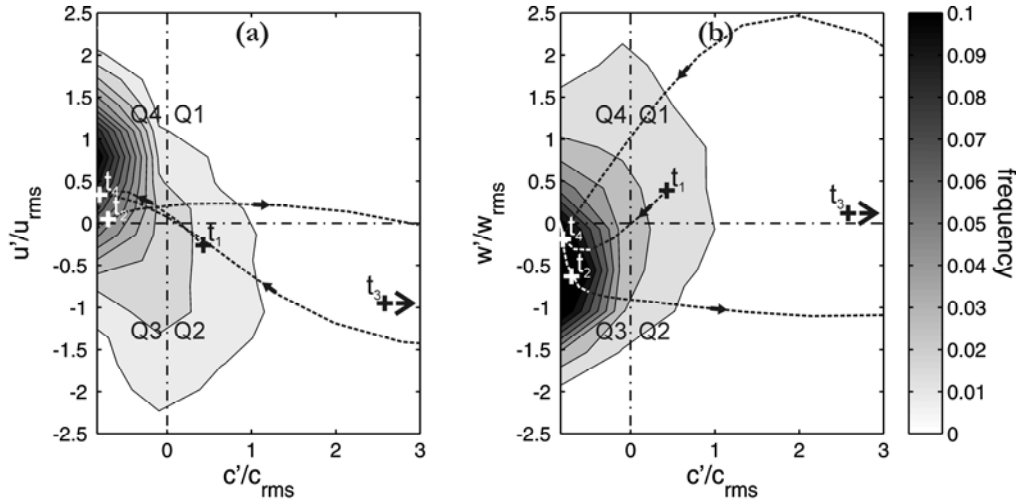 (a)
2.5
2
1.5
1
0.5
0
-0.5
-1
-1.5
-2
-2.5
u'/u_rms
Q4 Q1
Q3 Q2
t_4
t_2
t_1
t_3
0 1 2 3
c'/c_rms
(b)
2.5
2
1.5
1
0.5
0
-0.5
-1
-1.5
-2
-2.5
w'/w_rms
Q4 Q1
Q3 Q2
t_1
t_3
t_4
t_2
0 1 2 3
c'/c_rms
0.1
0.09
0.08
0.07
0.06
0.05
0.04
0.03
0.02
0.01
0
frequency